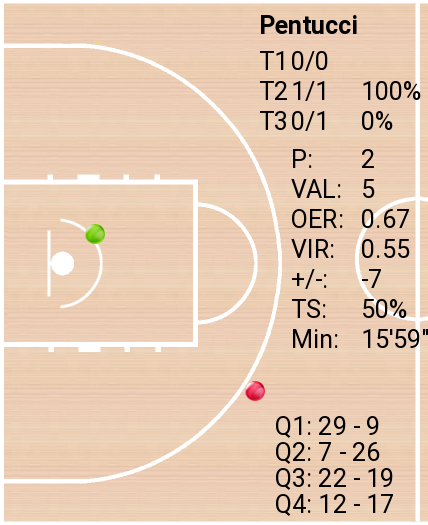 Pentucci
T1 0/0
T2 1/1 100%
T3 0/1 0%
P: 2
VAL: 5
OER: 0.67
VIR: 0.55
+/-: -7
TS: 50%
Min: 15'59"
Q1: 29 - 9
Q2: 7 - 26
Q3: 22 - 19
Q4: 12 - 17